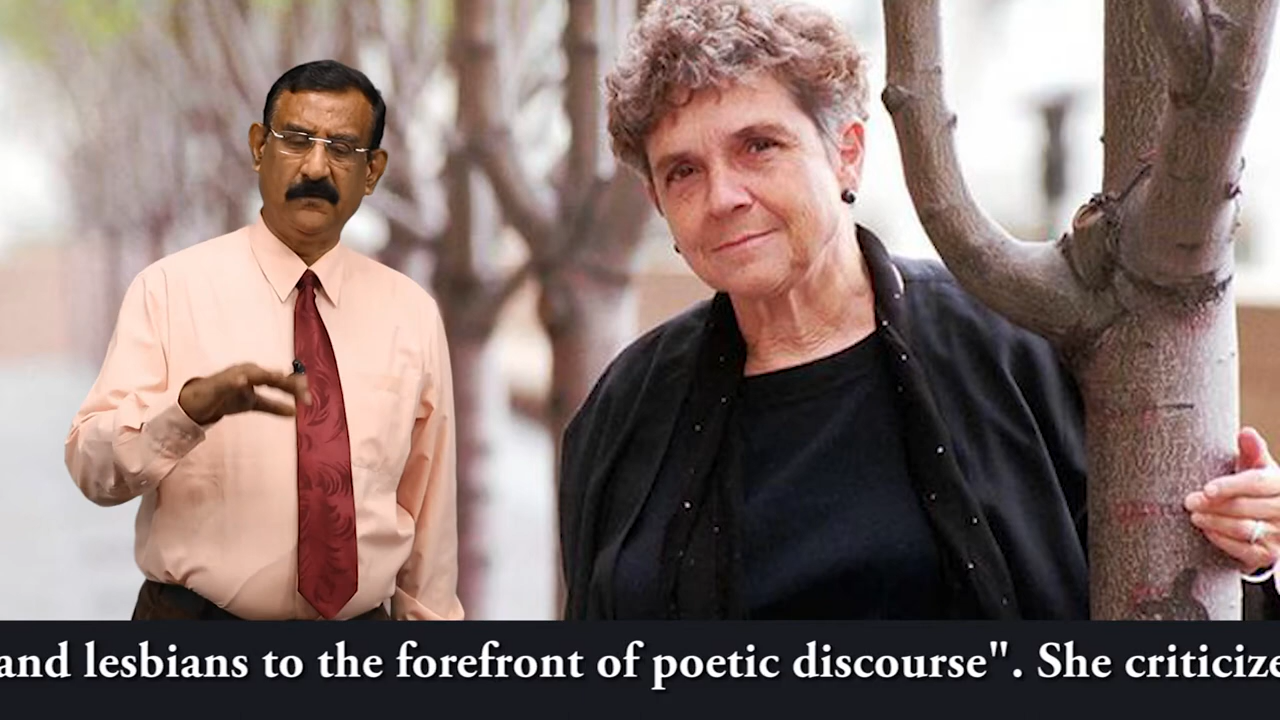 and lesbians to the forefront of poetic discourse". She criticize